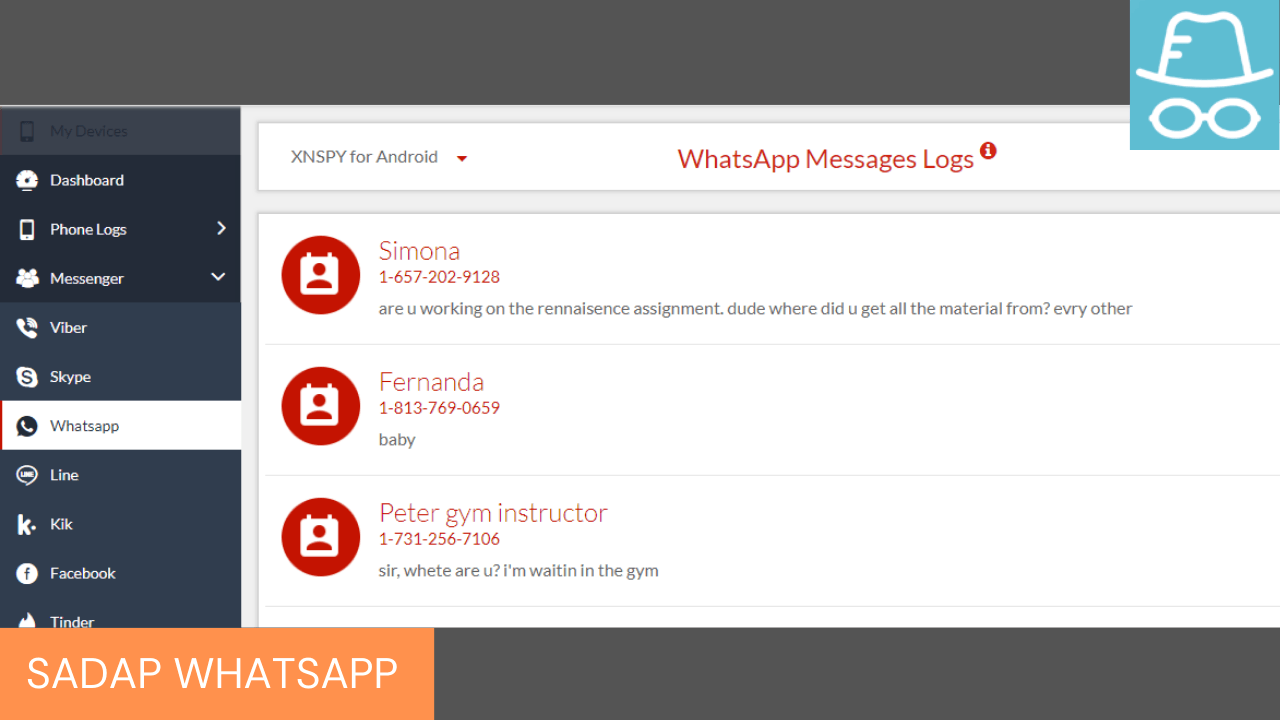 My Devices
Dashboard
Phone Logs
Messenger
Viber
Skype
Whatsapp
Line
Kik
Facebook
Tinder
XNSPY for Android
WhatsApp Messages Logs
Simona
1-657-202-9128
are u working on the rennaisence assignment. dude where did u get all the material from? evry other
Fernanda
1-813-769-0659
baby
Peter gym instructor
1-731-256-7106
sir, whete are u? i'm waitin in the gym
SADAP WHATSAPP